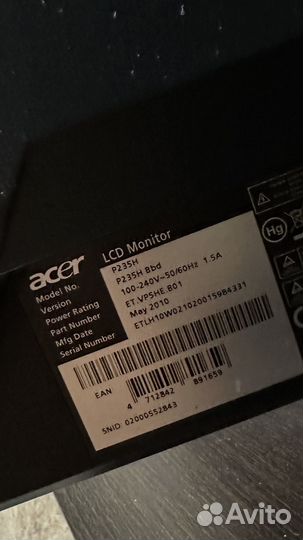 acer LCD Monitor
Model No. P235H
Version P235H Bbd
Power Rating 100-240V~50/60Hz 1.5A
Part Number ET.VP5HE.B01
Mfg Date May 2010
Serial Number ETLH10W0210200159B4331
EAN
4 712842 891659
SNID: 02000552843
Hg
Avito